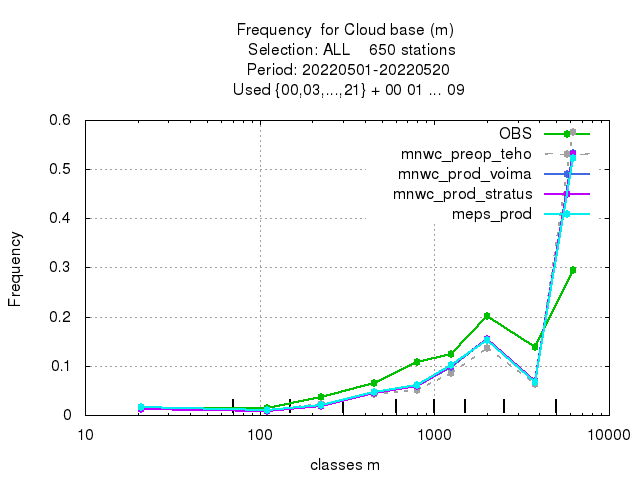 Frequency  for Cloud base (m)
Selection: ALL    650 stations
Period: 20220501-20220520
Used {00,03,...,21} + 00 01 ... 09
0.6
0.5
0.4
0.3
0.2
0.1
0
Frequency
OBS
mnwc_preop_teho
mnwc_prod_voima
mnwc_prod_stratus
meps_prod
10 100 1000 10000
classes m